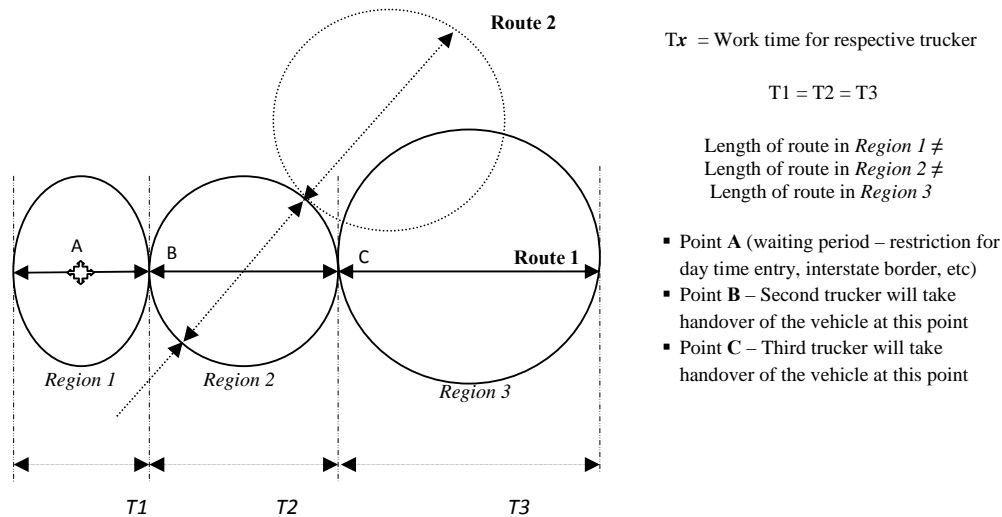 Route 2
A
B
C
Route 1
Region 1
Region 2
Region 3
T1
T2
T3
Tx = Work time for respective trucker
T1 = T2 = T3
Length of route in Region 1 ≠
Length of route in Region 2 ≠
Length of route in Region 3
▪ Point A (waiting period – restriction for
day time entry, interstate border, etc)
▪ Point B – Second trucker will take
handover of the vehicle at this point
▪ Point C – Third trucker will take
handover of the vehicle at this point